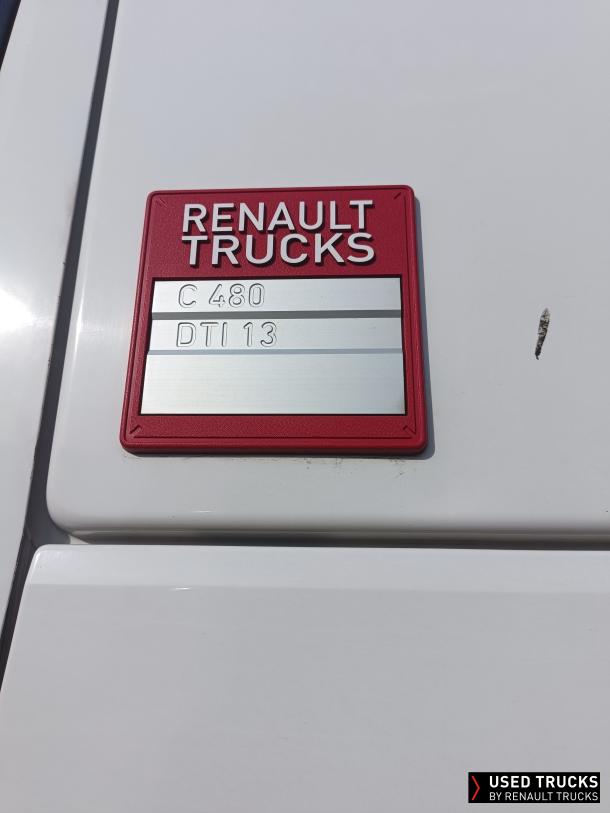 RENAULT
TRUCKS
C 480
DTI 13
USED TRUCKS
BY RENAULT TRUCKS